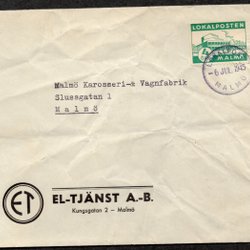 LOKALPOSTEN
MALMÖ
6 JUL. 1945
MALMÖ
Malmö Karosseri-& Vagnfabrik
Slussgatan 1
Malmö
ET
EL-TJÄNST A.-B.
Kungsgatan 2 – Malmö